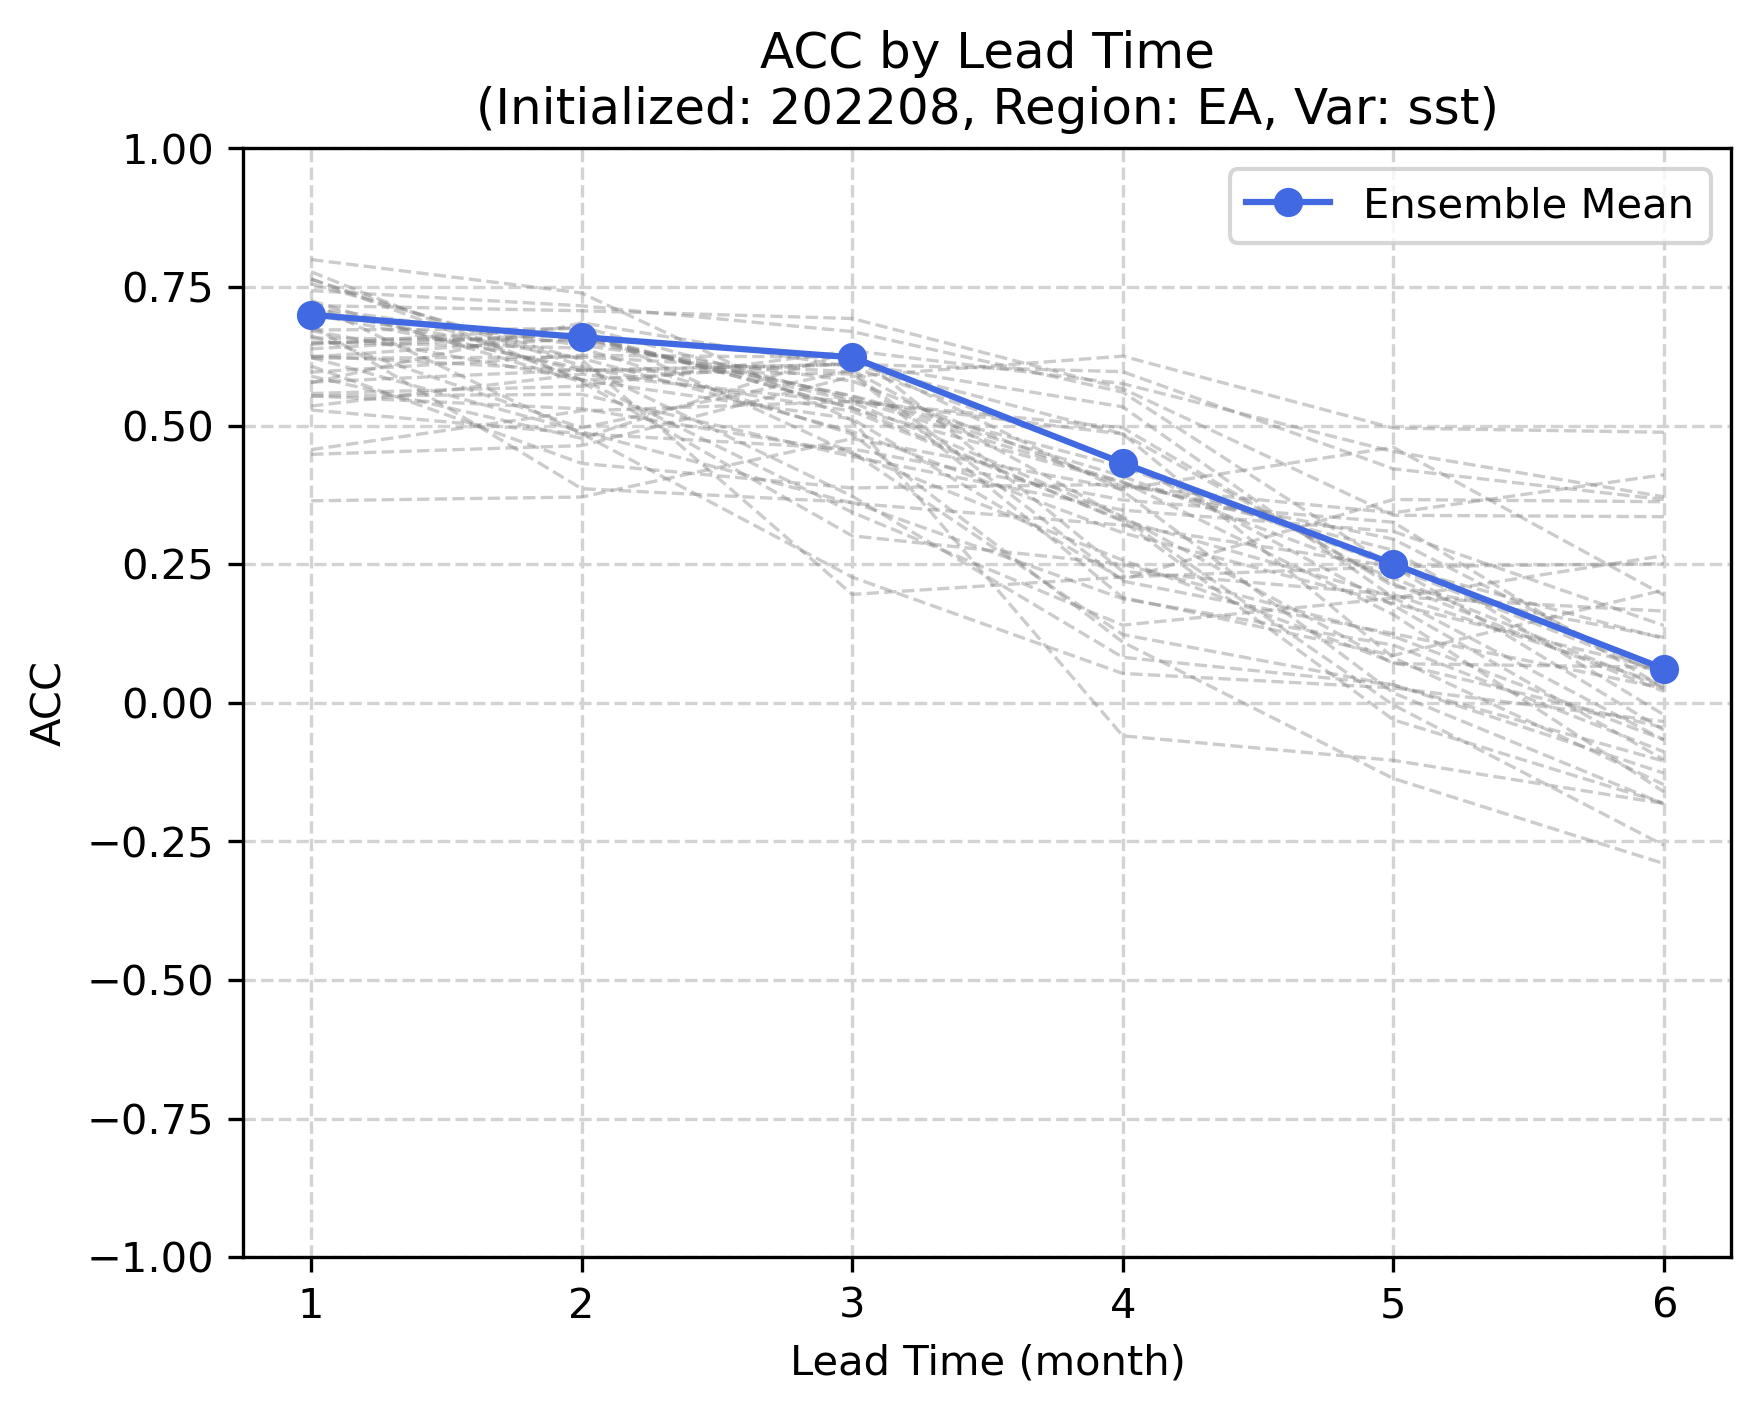 ACC by Lead Time
(Initialized: 202208, Region: EA, Var: sst)
Ensemble Mean
1.00
0.75
0.50
0.25
0.00
−0.25
−0.50
−0.75
−1.00
ACC
1 2 3 4 5 6
Lead Time (month)